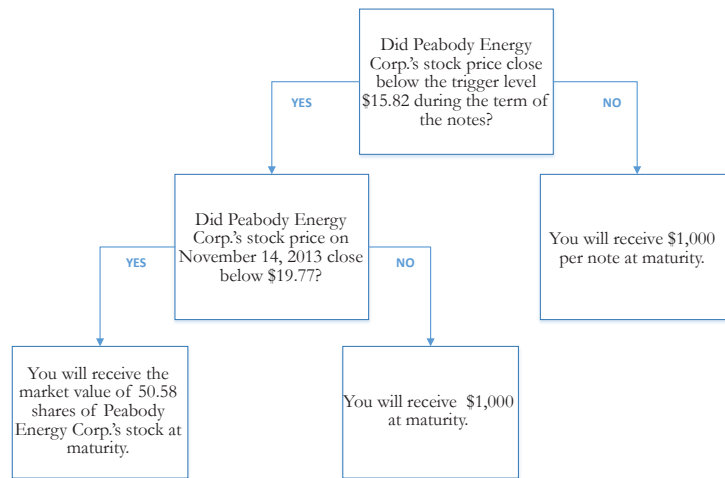 Did Peabody Energy
Corp.'s stock price close
below the trigger level
$15.82 during the term of
the notes?
YES
NO
Did Peabody Energy
Corp.'s stock price on
November 14, 2013 close
below $19.77?
You will receive $1,000
per note at maturity.
YES
NO
You will receive the
market value of 50.58
shares of Peabody
Energy Corp.'s stock at
maturity.
You will receive $1,000
at maturity.